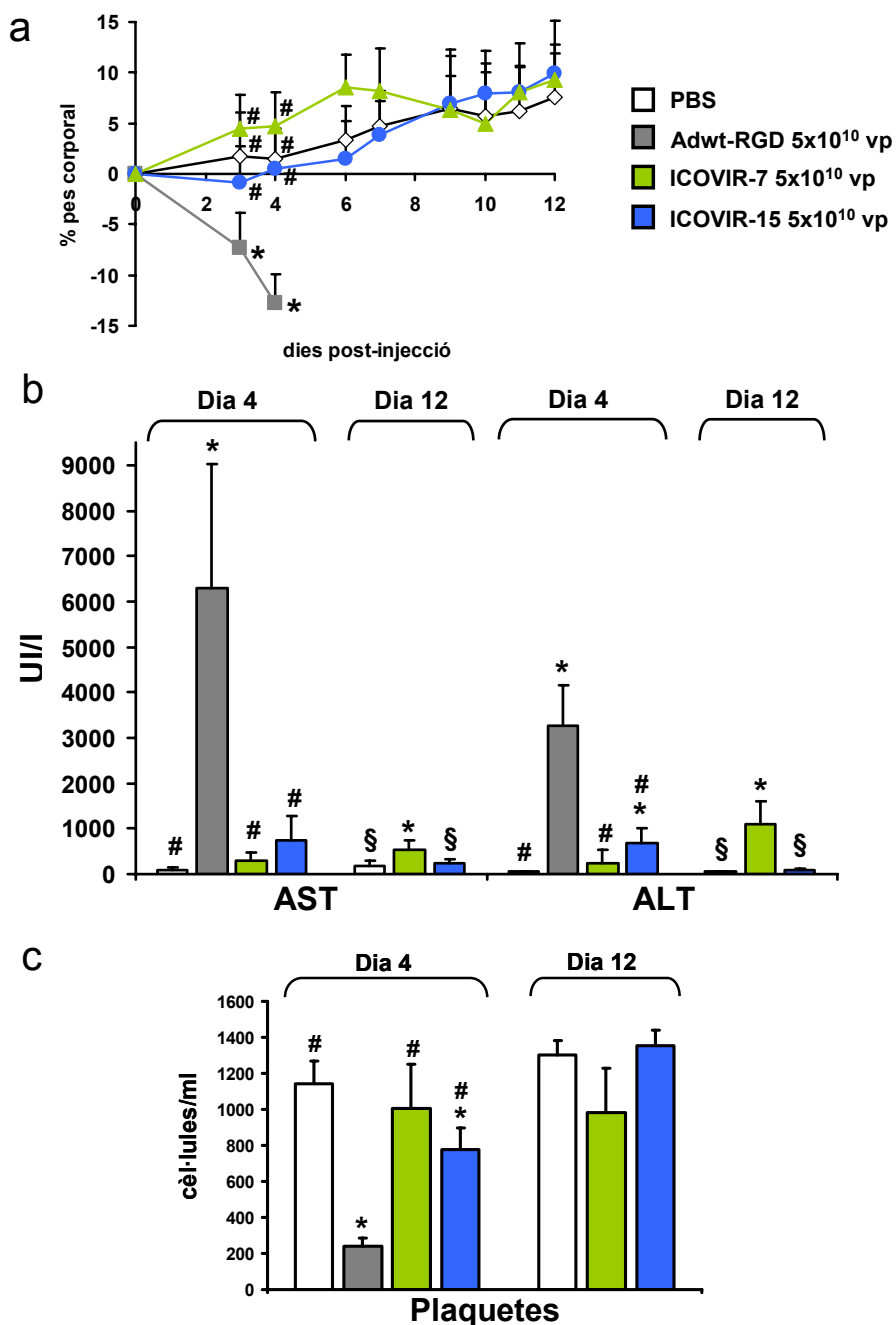 a
15
10
5
0
-5
-10
-15
% pes corporal
0 2 4 6 8 10 12
# #
# #
# #
*
*
dies post-injecció
PBS
Adwt-RGD 5x10¹⁰ vp
ICOVIR-7 5x10¹⁰ vp
ICOVIR-15 5x10¹⁰ vp
b
Dia 4 Dia 12 Dia 4 Dia 12
9000
8000
7000
6000
5000
4000
3000
2000
1000
0
UI/l
# * # # § * § # * # # * § * §
AST ALT
c
Dia 4 Dia 12
1600
1400
1200
1000
800
600
400
200
0
cèl·lules/ml
# * # # *
Plaquetes